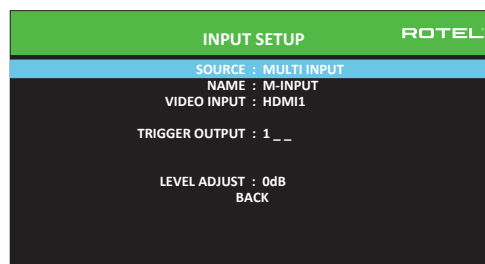 INPUT SETUP
ROTEL
SOURCE : MULTI INPUT
NAME : M-INPUT
VIDEO INPUT : HDMI1
TRIGGER OUTPUT : 1 _ _
LEVEL ADJUST : 0dB
BACK